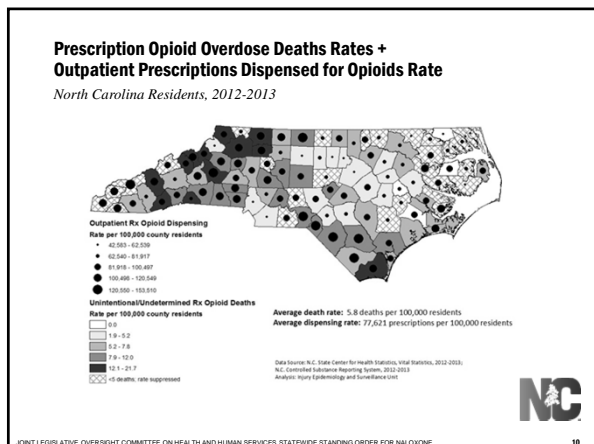 Prescription Opioid Overdose Deaths Rates +
Outpatient Prescriptions Dispensed for Opioids Rate
North Carolina Residents, 2012-2013
Outpatient Rx Opioid Dispensing
Rate per 100,000 county residents
42,583 - 62,539
62,540 - 81,917
81,918 - 100,497
100,498 - 120,549
120,550 - 153,510
Unintentional/Undetermined Rx Opioid Deaths
Rate per 100,000 county residents
0.0
1.9 - 5.2
5.2 - 7.8
7.9 - 12.0
12.1 - 21.7
<5 deaths, rate suppressed
Average death rate: 5.8 deaths per 100,000 residents
Average dispensing rate: 77,621 prescriptions per 100,000 residents
Data Source: N.C. State Center for Health Statistics, Vital Statistics, 2012-2013;
N.C. Controlled Substance Reporting System, 2012-2013
Analysis: Injury Epidemiology and Surveillance Unit
NC
JOINT LEGISLATIVE OVERSIGHT COMMITTEE ON HEALTH AND HUMAN SERVICES STATEWIDE STANDING ORDER FOR NALOXONE
10